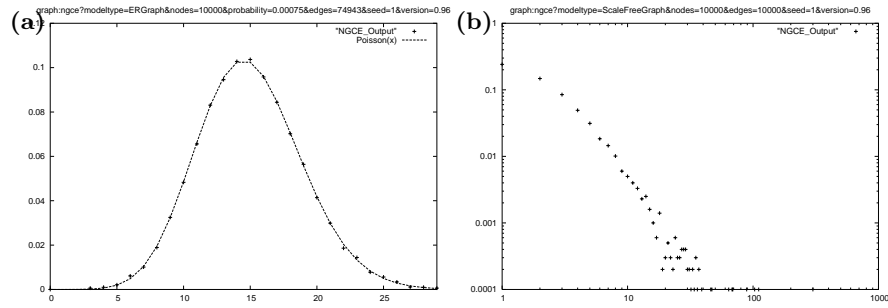 (a)
graph:ngce?modeltype=ERGraph&nodes=10000&probability=0.00075&edges=74943&seed=1&version=0.96
"NGCE_Output"
Poisson(x)
0.12
0.1
0.08
0.06
0.04
0.02
0
0 5 10 15 20 25
(b)
graph:ngce?modeltype=ScaleFreeGraph&nodes=10000&edges=10000&seed=1&version=0.96
"NGCE_Output"
1
0.1
0.01
0.001
0.0001
1 10 100 1000